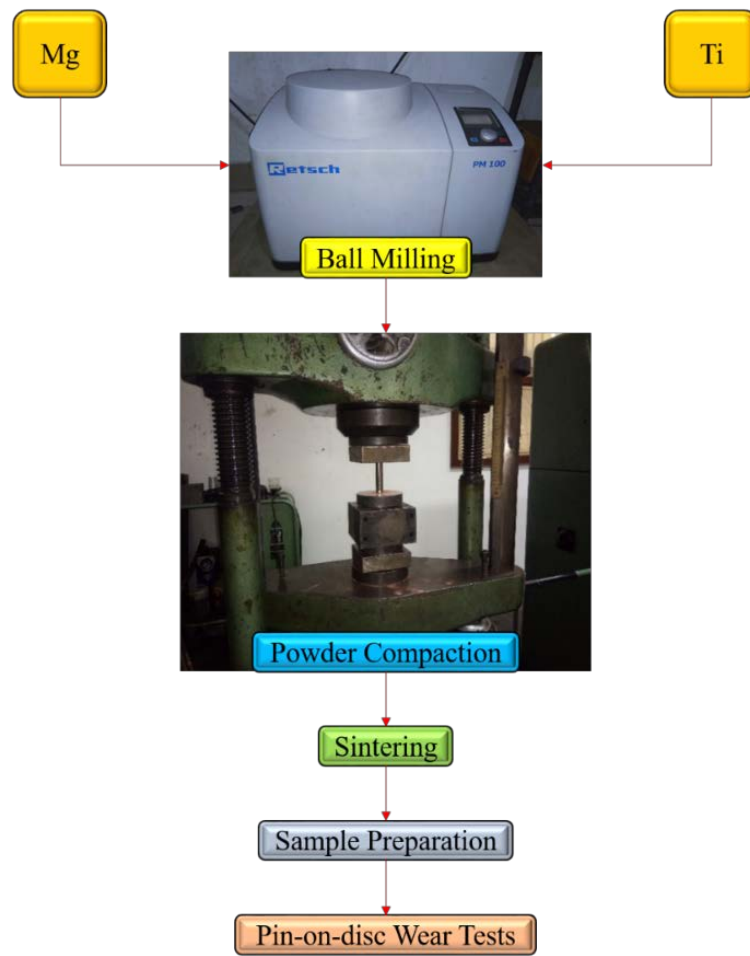 Mg
Ti
Retsch
PM 100
Ball Milling
Powder Compaction
Sintering
Sample Preparation
Pin-on-disc Wear Tests